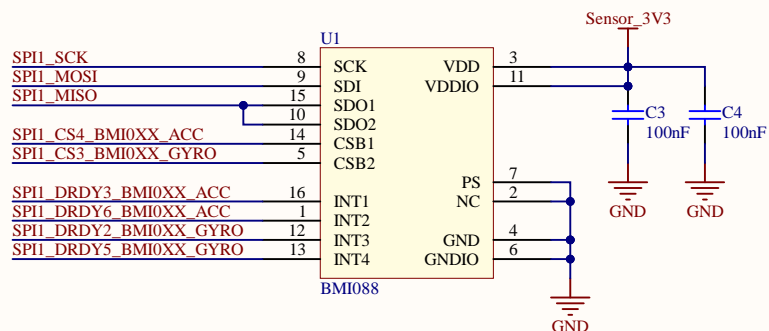 Sensor_3V3
U1
SPI1_SCK 8 SCK VDD 3
SPI1_MOSI 9 SDI VDDIO 11
SPI1_MISO 15 SDO1
10 SDO2
SPI1_CS4_BMI0XX_ACC 14 CSB1
SPI1_CS3_BMI0XX_GYRO 5 CSB2
C3
100nF
C4
100nF
PS 7
SPI1_DRDY3_BMI0XX_ACC 16 INT1 NC 2
SPI1_DRDY6_BMI0XX_ACC 1 INT2
SPI1_DRDY2_BMI0XX_GYRO 12 INT3 GND 4
SPI1_DRDY5_BMI0XX_GYRO 13 INT4 GNDIO 6
GND
GND
BMI088
GND